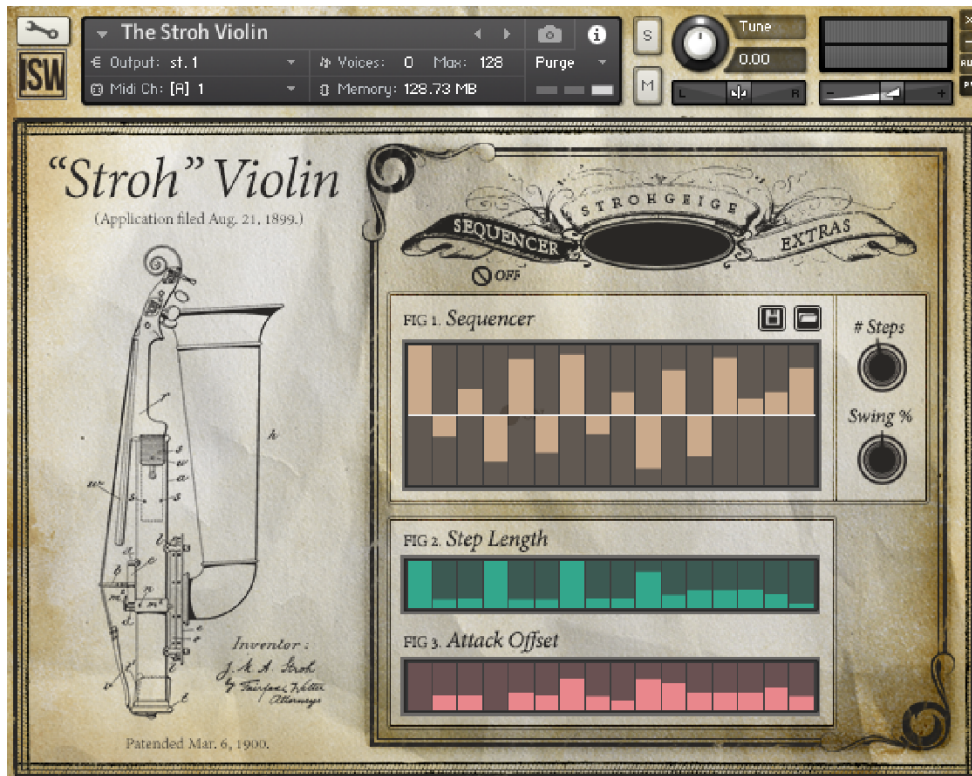 The Stroh Violin
Output: st. 1
Voices: 0 Max: 128
Purge
Midi Ch: [A] 1
Memory: 128.73 MB
S
M
Tune
0.00
L
R
ISW
"Stroh" Violin
(Application filed Aug. 21, 1899.)
STROHGEIGE
SEQUENCER
EXTRAS
OFF
FIG 1. Sequencer
# Steps
Swing %
h
FIG 2. Step Length
FIG 3. Attack Offset
Inventor:
J. M. A. Stroh
Attorneys
Patented Mar. 6, 1900.